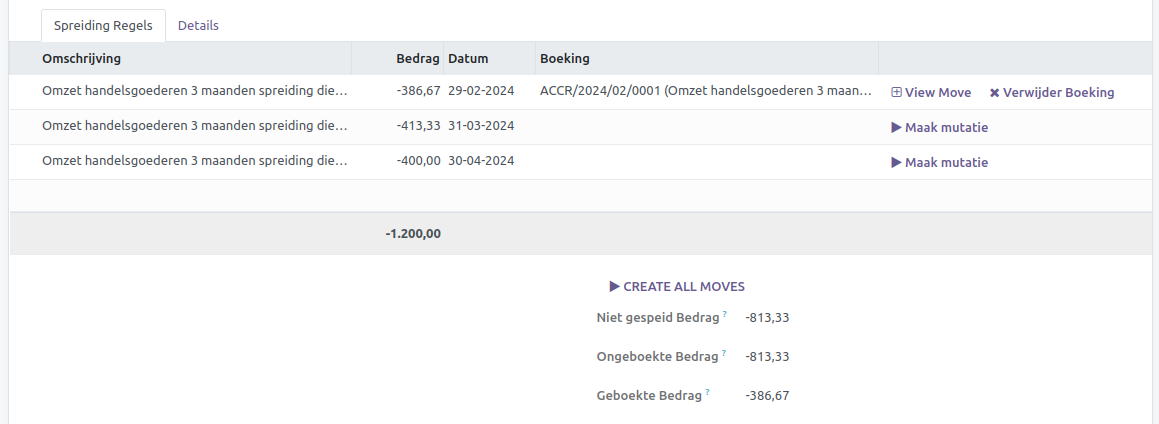 Spreiding Regels Details
Omschrijving Bedrag Datum Boeking
Omzet handelsgoederen 3 maanden spreiding die... -386,67 29-02-2024 ACCR/2024/02/0001 (Omzet handelsgoederen 3 maan... View Move Verwijder Boeking
Omzet handelsgoederen 3 maanden spreiding die... -413,33 31-03-2024 Maak mutatie
Omzet handelsgoederen 3 maanden spreiding die... -400,00 30-04-2024 Maak mutatie
-1.200,00
CREATE ALL MOVES
Niet gespeid Bedrag ? -813,33
Ongeboekte Bedrag ? -813,33
Geboekte Bedrag ? -386,67